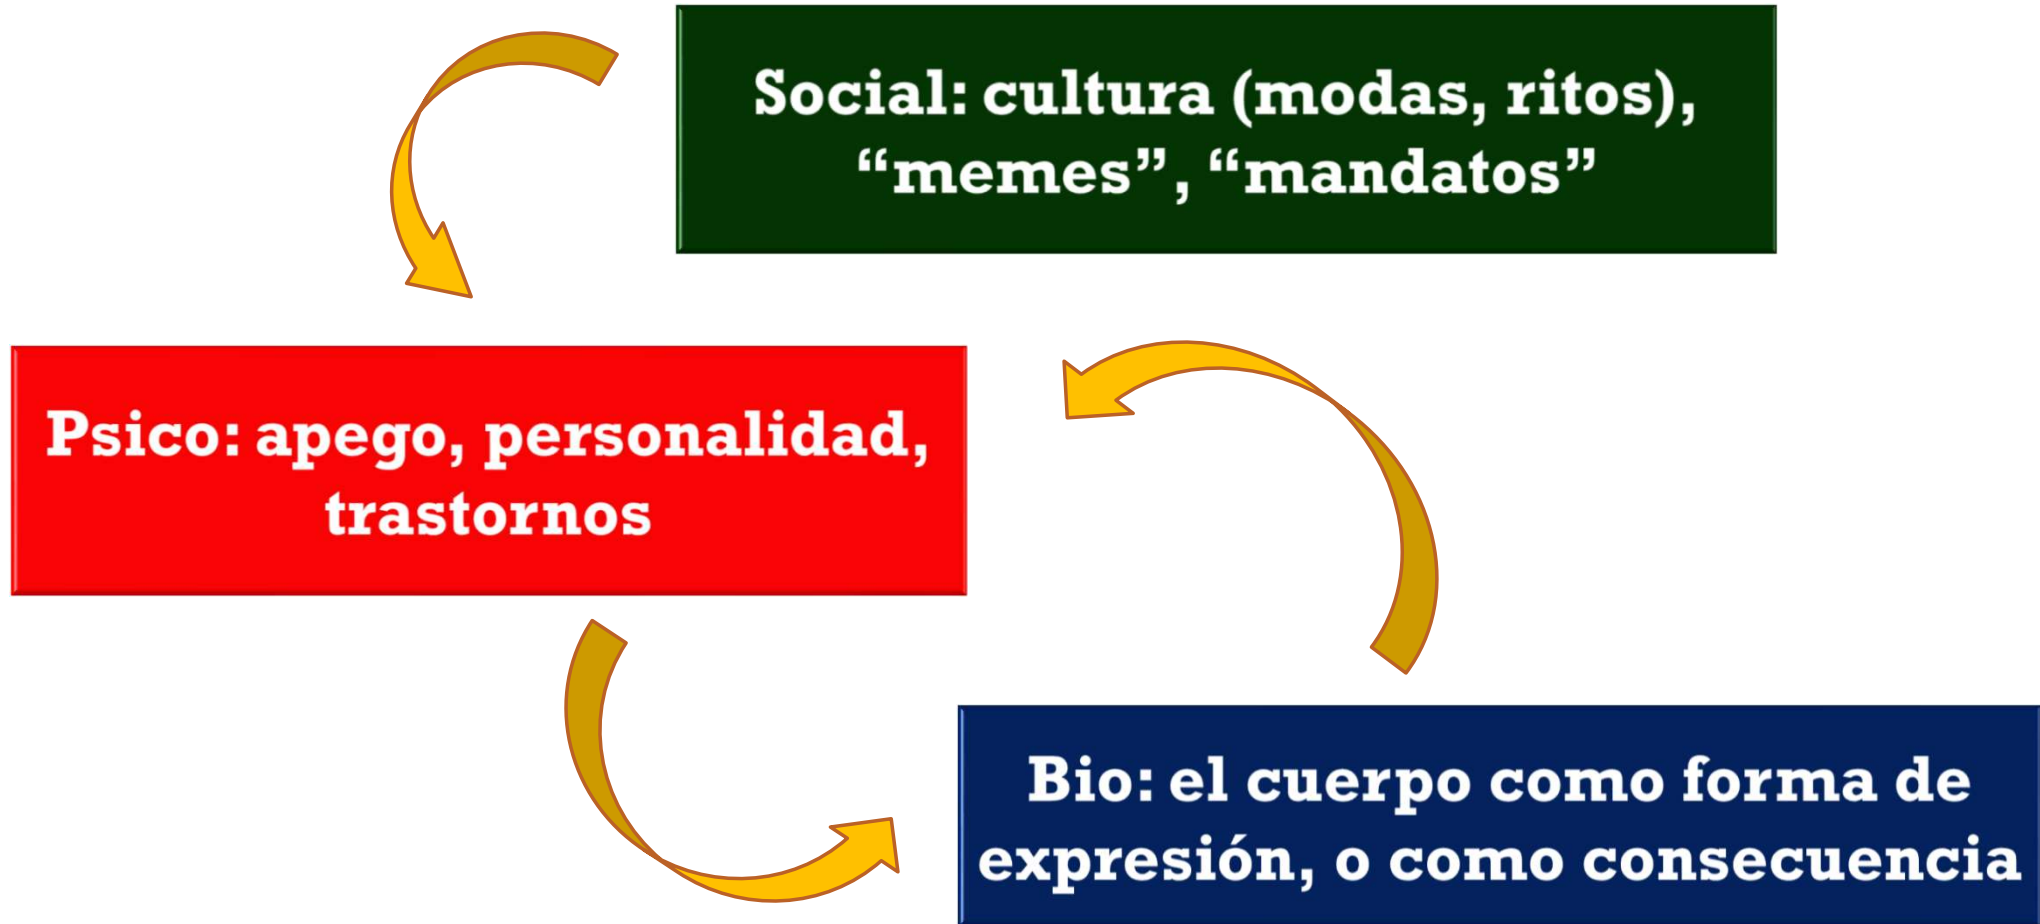 Social: cultura (modas, ritos),
“memes”, “mandatos”
Psico: apego, personalidad,
trastornos
Bio: el cuerpo como forma de
expresión, o como consecuencia